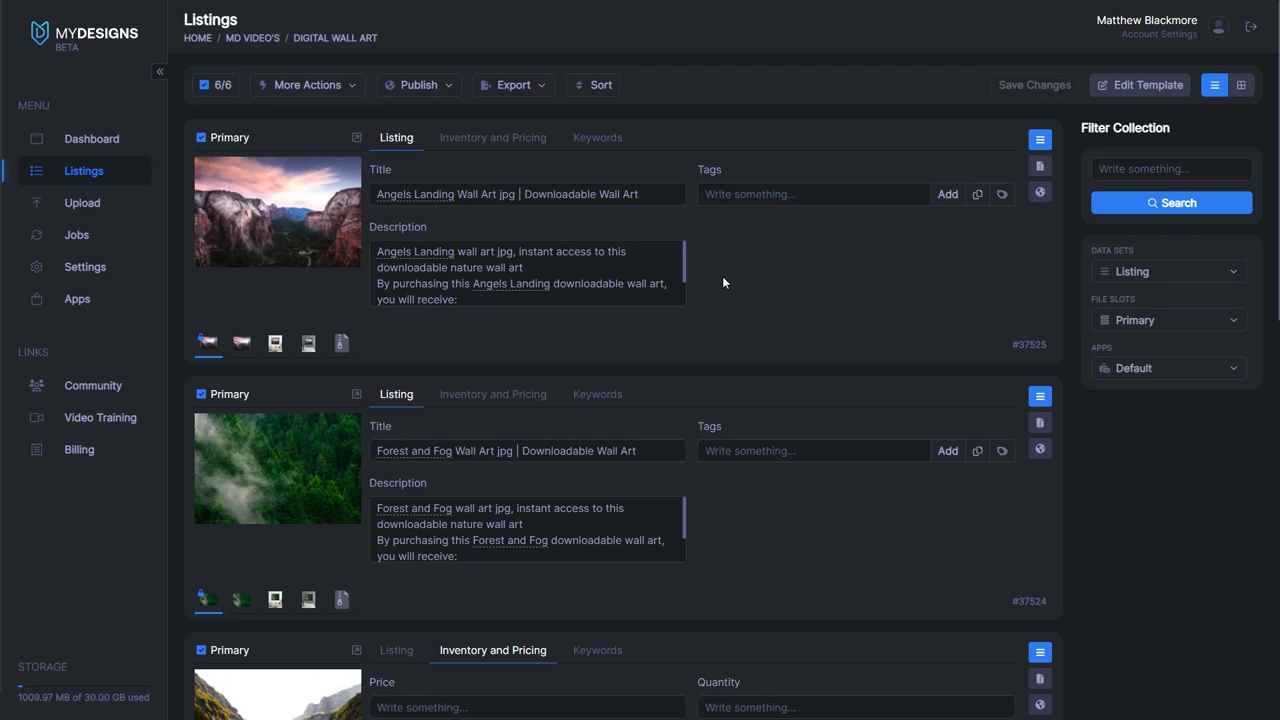 MYDESIGNS
BETA
MENU
Dashboard
Listings
Upload
Jobs
Settings
Apps
LINKS
Community
Video Training
Billing
STORAGE
1009.97 MB of 30.00 GB used
Listings
HOME / MD VIDEO'S / DIGITAL WALL ART
Matthew Blackmore
Account Settings
6/6
More Actions
Publish
Export
Sort
Save Changes
Edit Template
Primary
Listing
Inventory and Pricing
Keywords
Title
Angels Landing Wall Art jpg | Downloadable Wall Art
Tags
Write something...
Add
Description
Angels Landing wall art jpg, instant access to this
downloadable nature wall art
By purchasing this Angels Landing downloadable wall art,
you will receive:
#37525
Primary
Listing
Inventory and Pricing
Keywords
Title
Forest and Fog Wall Art jpg | Downloadable Wall Art
Tags
Write something...
Add
Description
Forest and Fog wall art jpg, instant access to this
downloadable nature wall art
By purchasing this Forest and Fog downloadable wall art,
you will receive:
#37524
Primary
Listing
Inventory and Pricing
Keywords
Price
Write something...
Quantity
Write something...
Filter Collection
Write something...
Search
DATA SETS
Listing
FILE SLOTS
Primary
APPS
Default